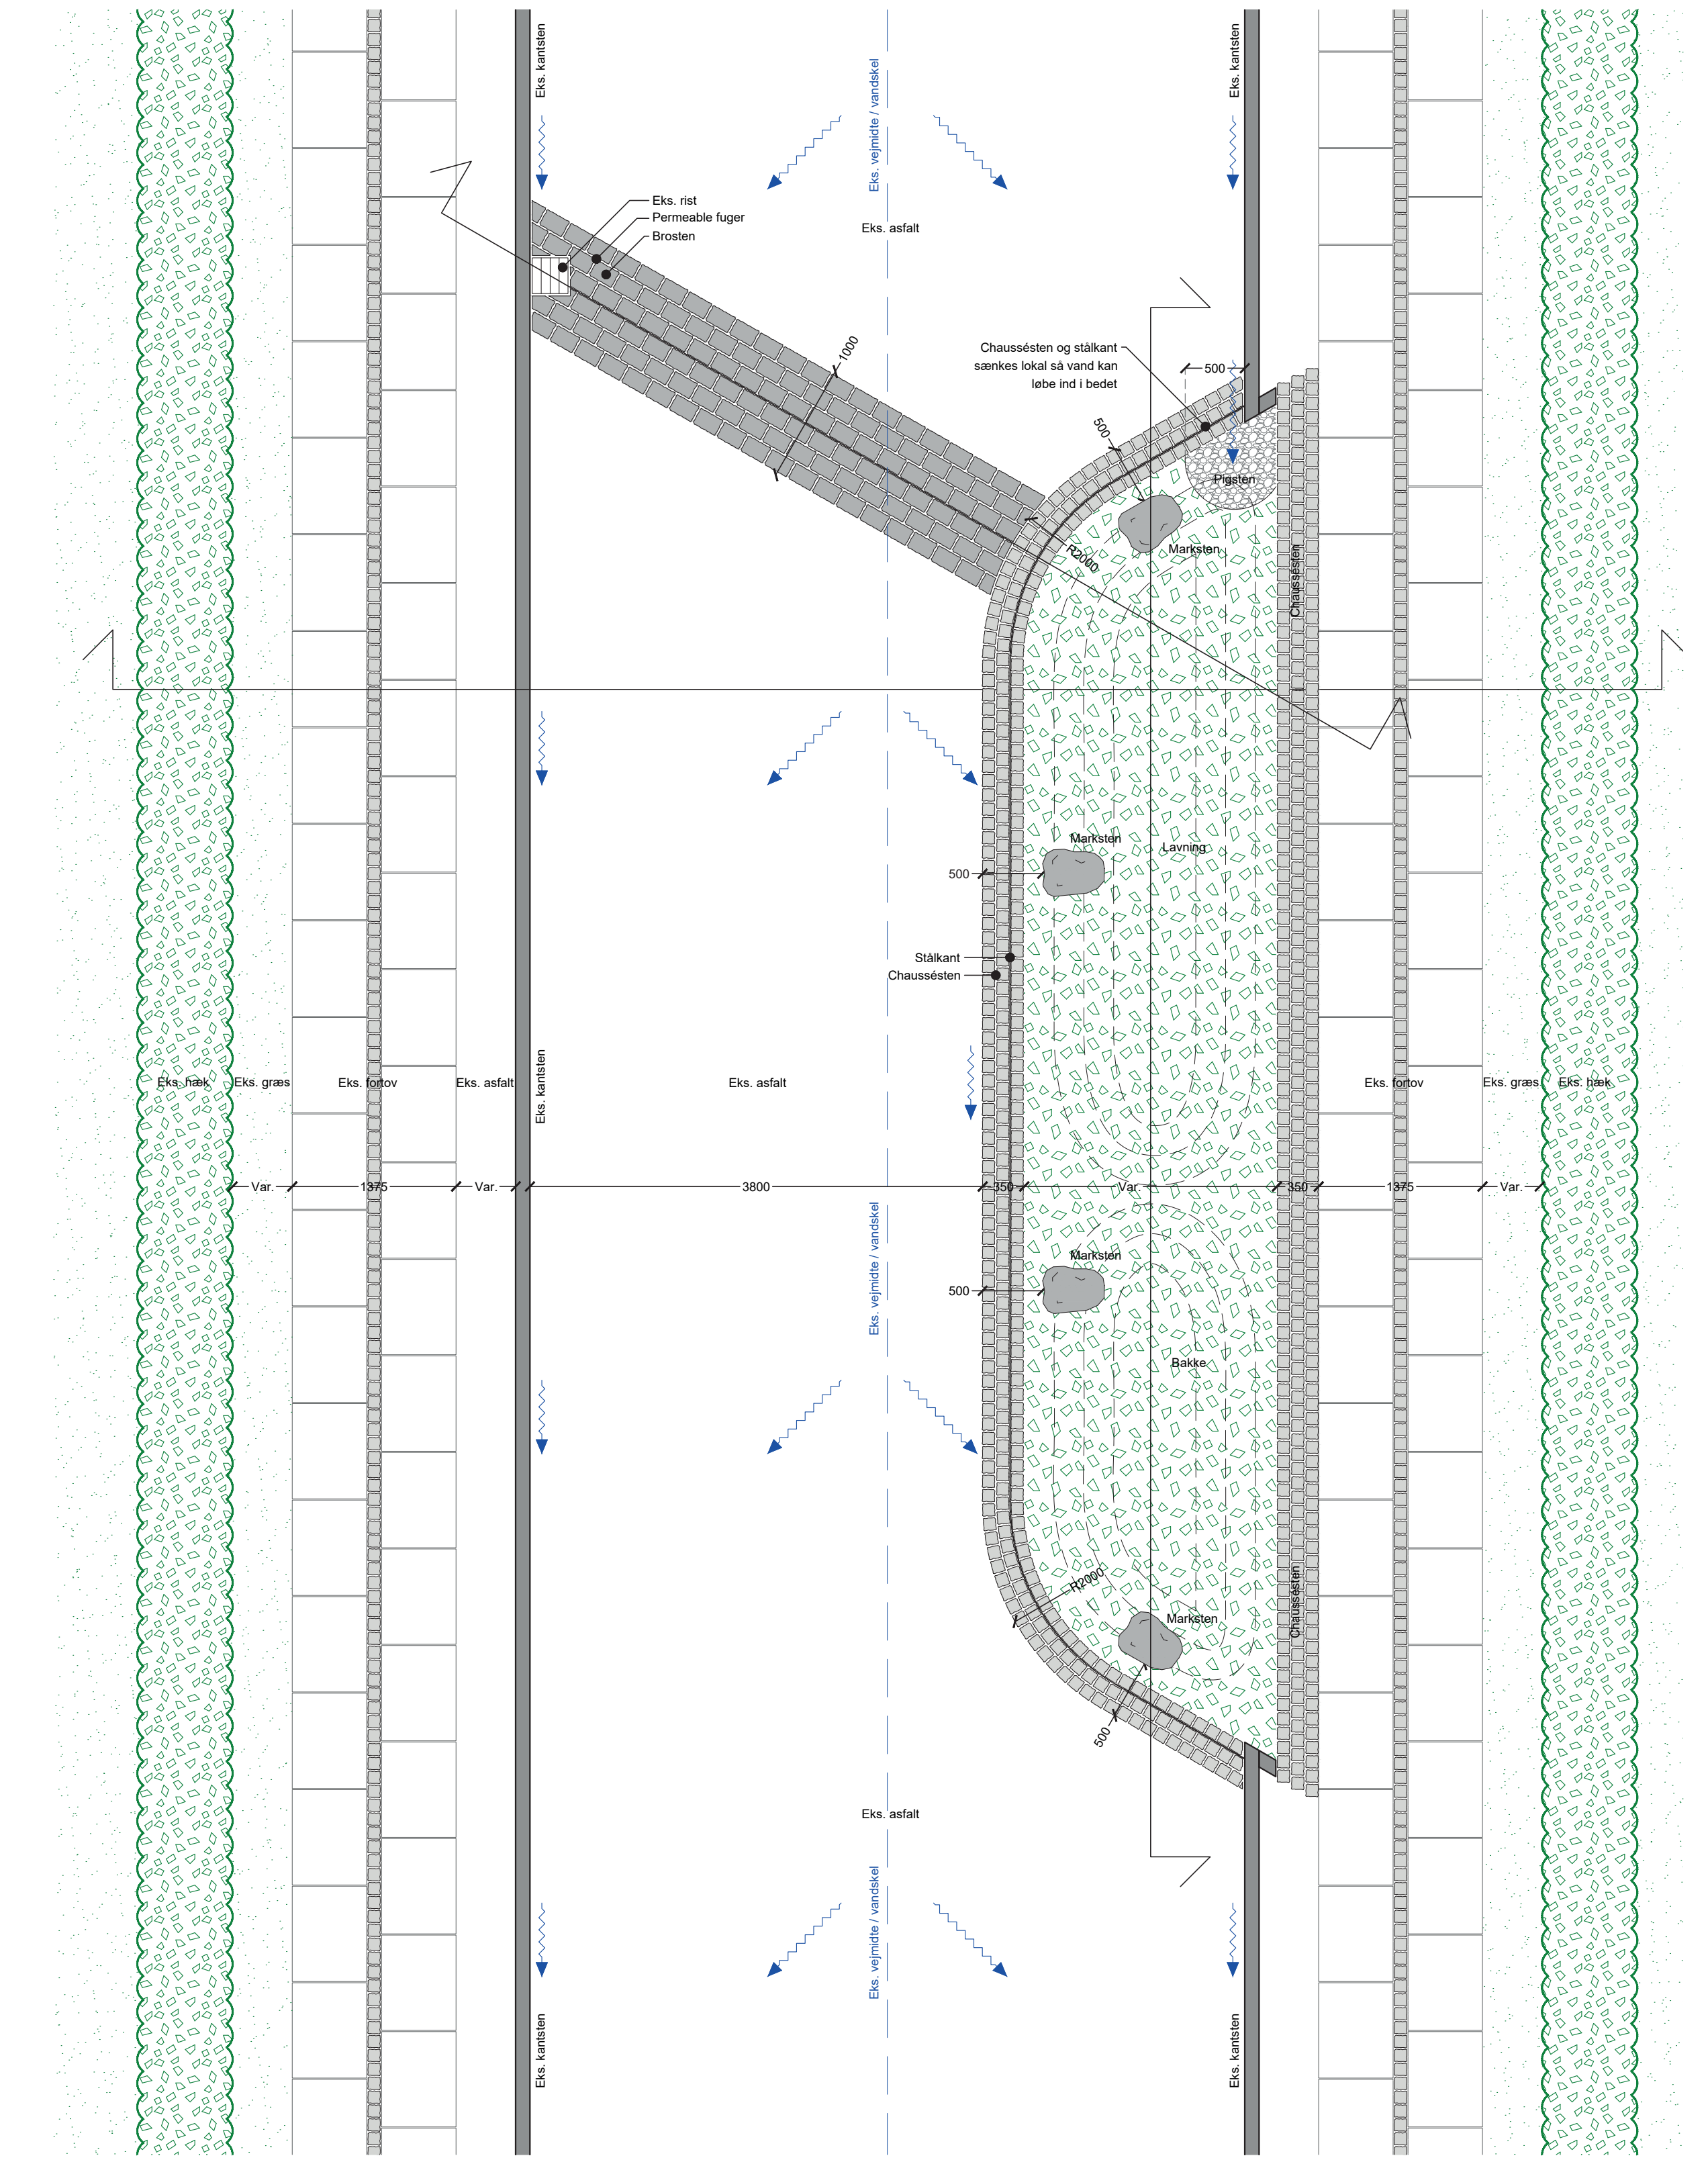 Eks. kantsten
Eks. vejmidte / vandskel
Eks. kantsten
Eks. rist
Permeable fuger
Brosten
Eks. asfalt
1000
Chaussésten og stålkant
sænkes lokal så vand kan
løbe ind i bedet
500
500
Pigsten
Marksten
R2000
Chaussésten
Marksten
Lavning
500
Stålkant
Chaussésten
Eks. hæk
Eks. græs
Eks. fortov
Eks. asfalt
Eks. kantsten
Eks. asfalt
Eks. fortov
Eks. græs
Eks. hæk
Var.
1375
Var.
3800
350
Var.
350
1375
Var.
Eks. vejmidte / vandskel
Marksten
500
Bakke
R2000
Chaussésten
Marksten
500
Eks. asfalt
Eks. vejmidte / vandskel
Eks. kantsten
Eks. kantsten